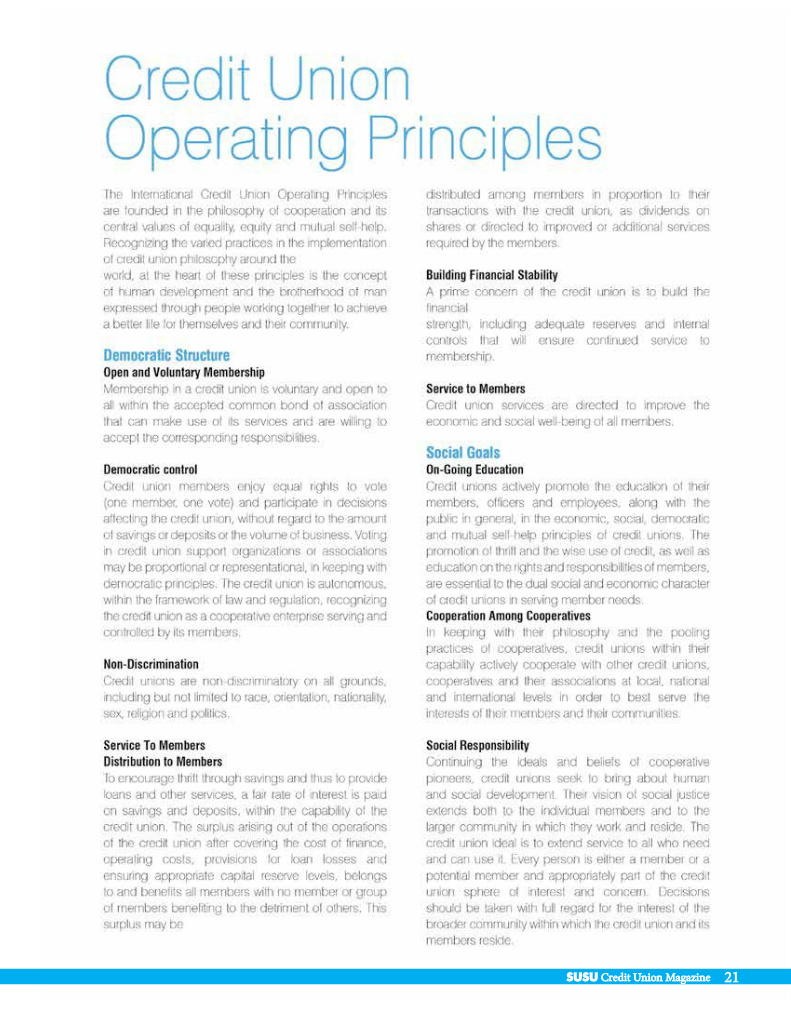 Credit Union
Operating Principles
The International Credit Union Operating Principles
are founded in the philosophy of cooperation and its
central values of equality, equity and mutual self-help.
Recognizing the varied practices in the implementation
of credit union philosophy around the
world, at the heart of these principles is the concept
of human development and the brotherhood of man
expressed through people working together to achieve
a better life for themselves and their community.
Democratic Structure
Open and Voluntary Membership
Membership in a credit union is voluntary and open to
all within the accepted common bond of association
that can make use of its services and are willing to
accept the corresponding responsibilities.
Democratic control
Credit union members enjoy equal rights to vote
(one member, one vote) and participate in decisions
affecting the credit union, without regard to the amount
of savings or deposits or the volume of business. Voting
in credit union support organizations or associations
may be proportional or representational, in keeping with
democratic principles. The credit union is autonomous,
within the framework of law and regulation, recognizing
the credit union as a cooperative enterprise serving and
controlled by its members.
Non-Discrimination
Credit unions are non-discriminatory on all grounds,
including but not limited to race, orientation, nationality,
sex, religion and politics.
Service To Members
Distribution to Members
To encourage thrift through savings and thus to provide
loans and other services, a fair rate of interest is paid
on savings and deposits, within the capability of the
credit union. The surplus arising out of the operations
of the credit union after covering the cost of finance,
operating costs, provisions for loan losses and
ensuring appropriate capital reserve levels, belongs
to and benefits all members with no member or group
of members benefiting to the detriment of others. This
surplus may be
distributed among members in proportion to their
transactions with the credit union, as dividends on
shares or directed to improved or additional services
required by the members.
Building Financial Stability
A prime concern of the credit union is to build the
financial
strength, including adequate reserves and internal
controls that will ensure continued service to
membership.
Service to Members
Credit union services are directed to improve the
economic and social well-being of all members.
Social Goals
On-Going Education
Credit unions actively promote the education of their
members, officers and employees, along with the
public in general, in the economic, social, democratic
and mutual self-help principles of credit unions. The
promotion of thrift and the wise use of credit, as well as
education on the rights and responsibilities of members,
are essential to the dual social and economic character
of credit unions in serving member needs.
Cooperation Among Cooperatives
In keeping with their philosophy and the pooling
practices of cooperatives, credit unions within their
capability actively cooperate with other credit unions,
cooperatives and their associations at local, national
and international levels in order to best serve the
interests of their members and their communities.
Social Responsibility
Continuing the ideals and beliefs of cooperative
pioneers, credit unions seek to bring about human
and social development. Their vision of social justice
extends both to the individual members and to the
larger community in which they work and reside. The
credit union ideal is to extend service to all who need
and can use it. Every person is either a member or a
potential member and appropriately part of the credit
union sphere of interest and concern. Decisions
should be taken with full regard for the interest of the
broader community within which the credit union and its
members reside.
SUSU Credit Union Magazine 21